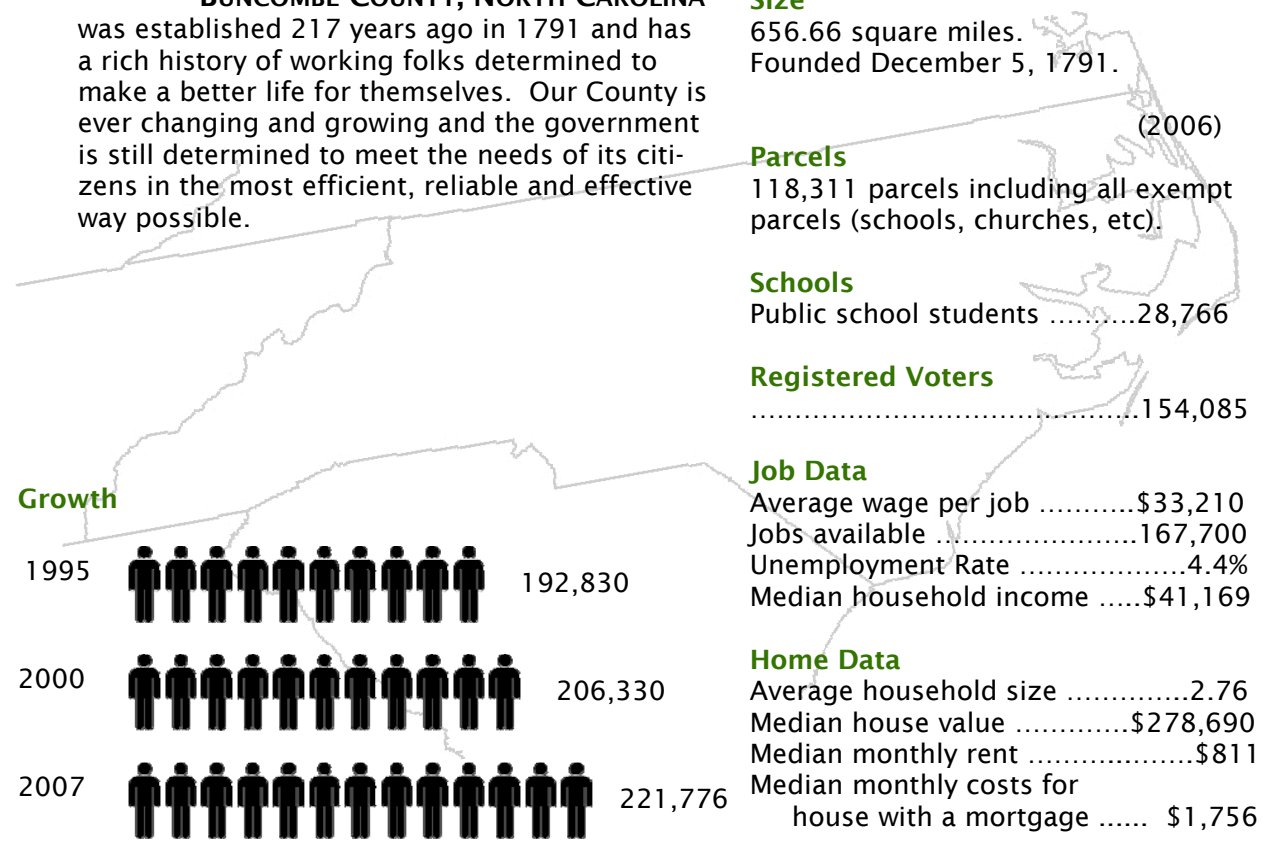 BUNCOMBE COUNTY, NORTH CAROLINA
was established 217 years ago in 1791 and has
a rich history of working folks determined to
make a better life for themselves.  Our County is
ever changing and growing and the government
is still determined to meet the needs of its citi-
zens in the most efficient, reliable and effective
way possible.
Growth
1995 192,830
2000 206,330
2007 221,776
Size
656.66 square miles.
Founded December 5, 1791.
(2006)
Parcels
118,311 parcels including all exempt
parcels (schools, churches, etc).
Schools
Public school students ……….28,766
Registered Voters
…………………………………….154,085
Job Data
Average wage per job ………..$33,210
Jobs available ………………….167,700
Unemployment Rate ……………….4.4%
Median household income …..$41,169
Home Data
Average household size …………..2.76
Median house value ………….$278,690
Median monthly rent ……………….$811
Median monthly costs for
house with a mortgage ……  $1,756